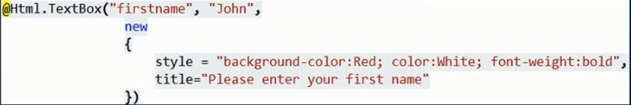 @Html.TextBox("firstname", "John",
new
{
style = "background-color:Red; color:White; font-weight:bold",
title="Please enter your first name"
})